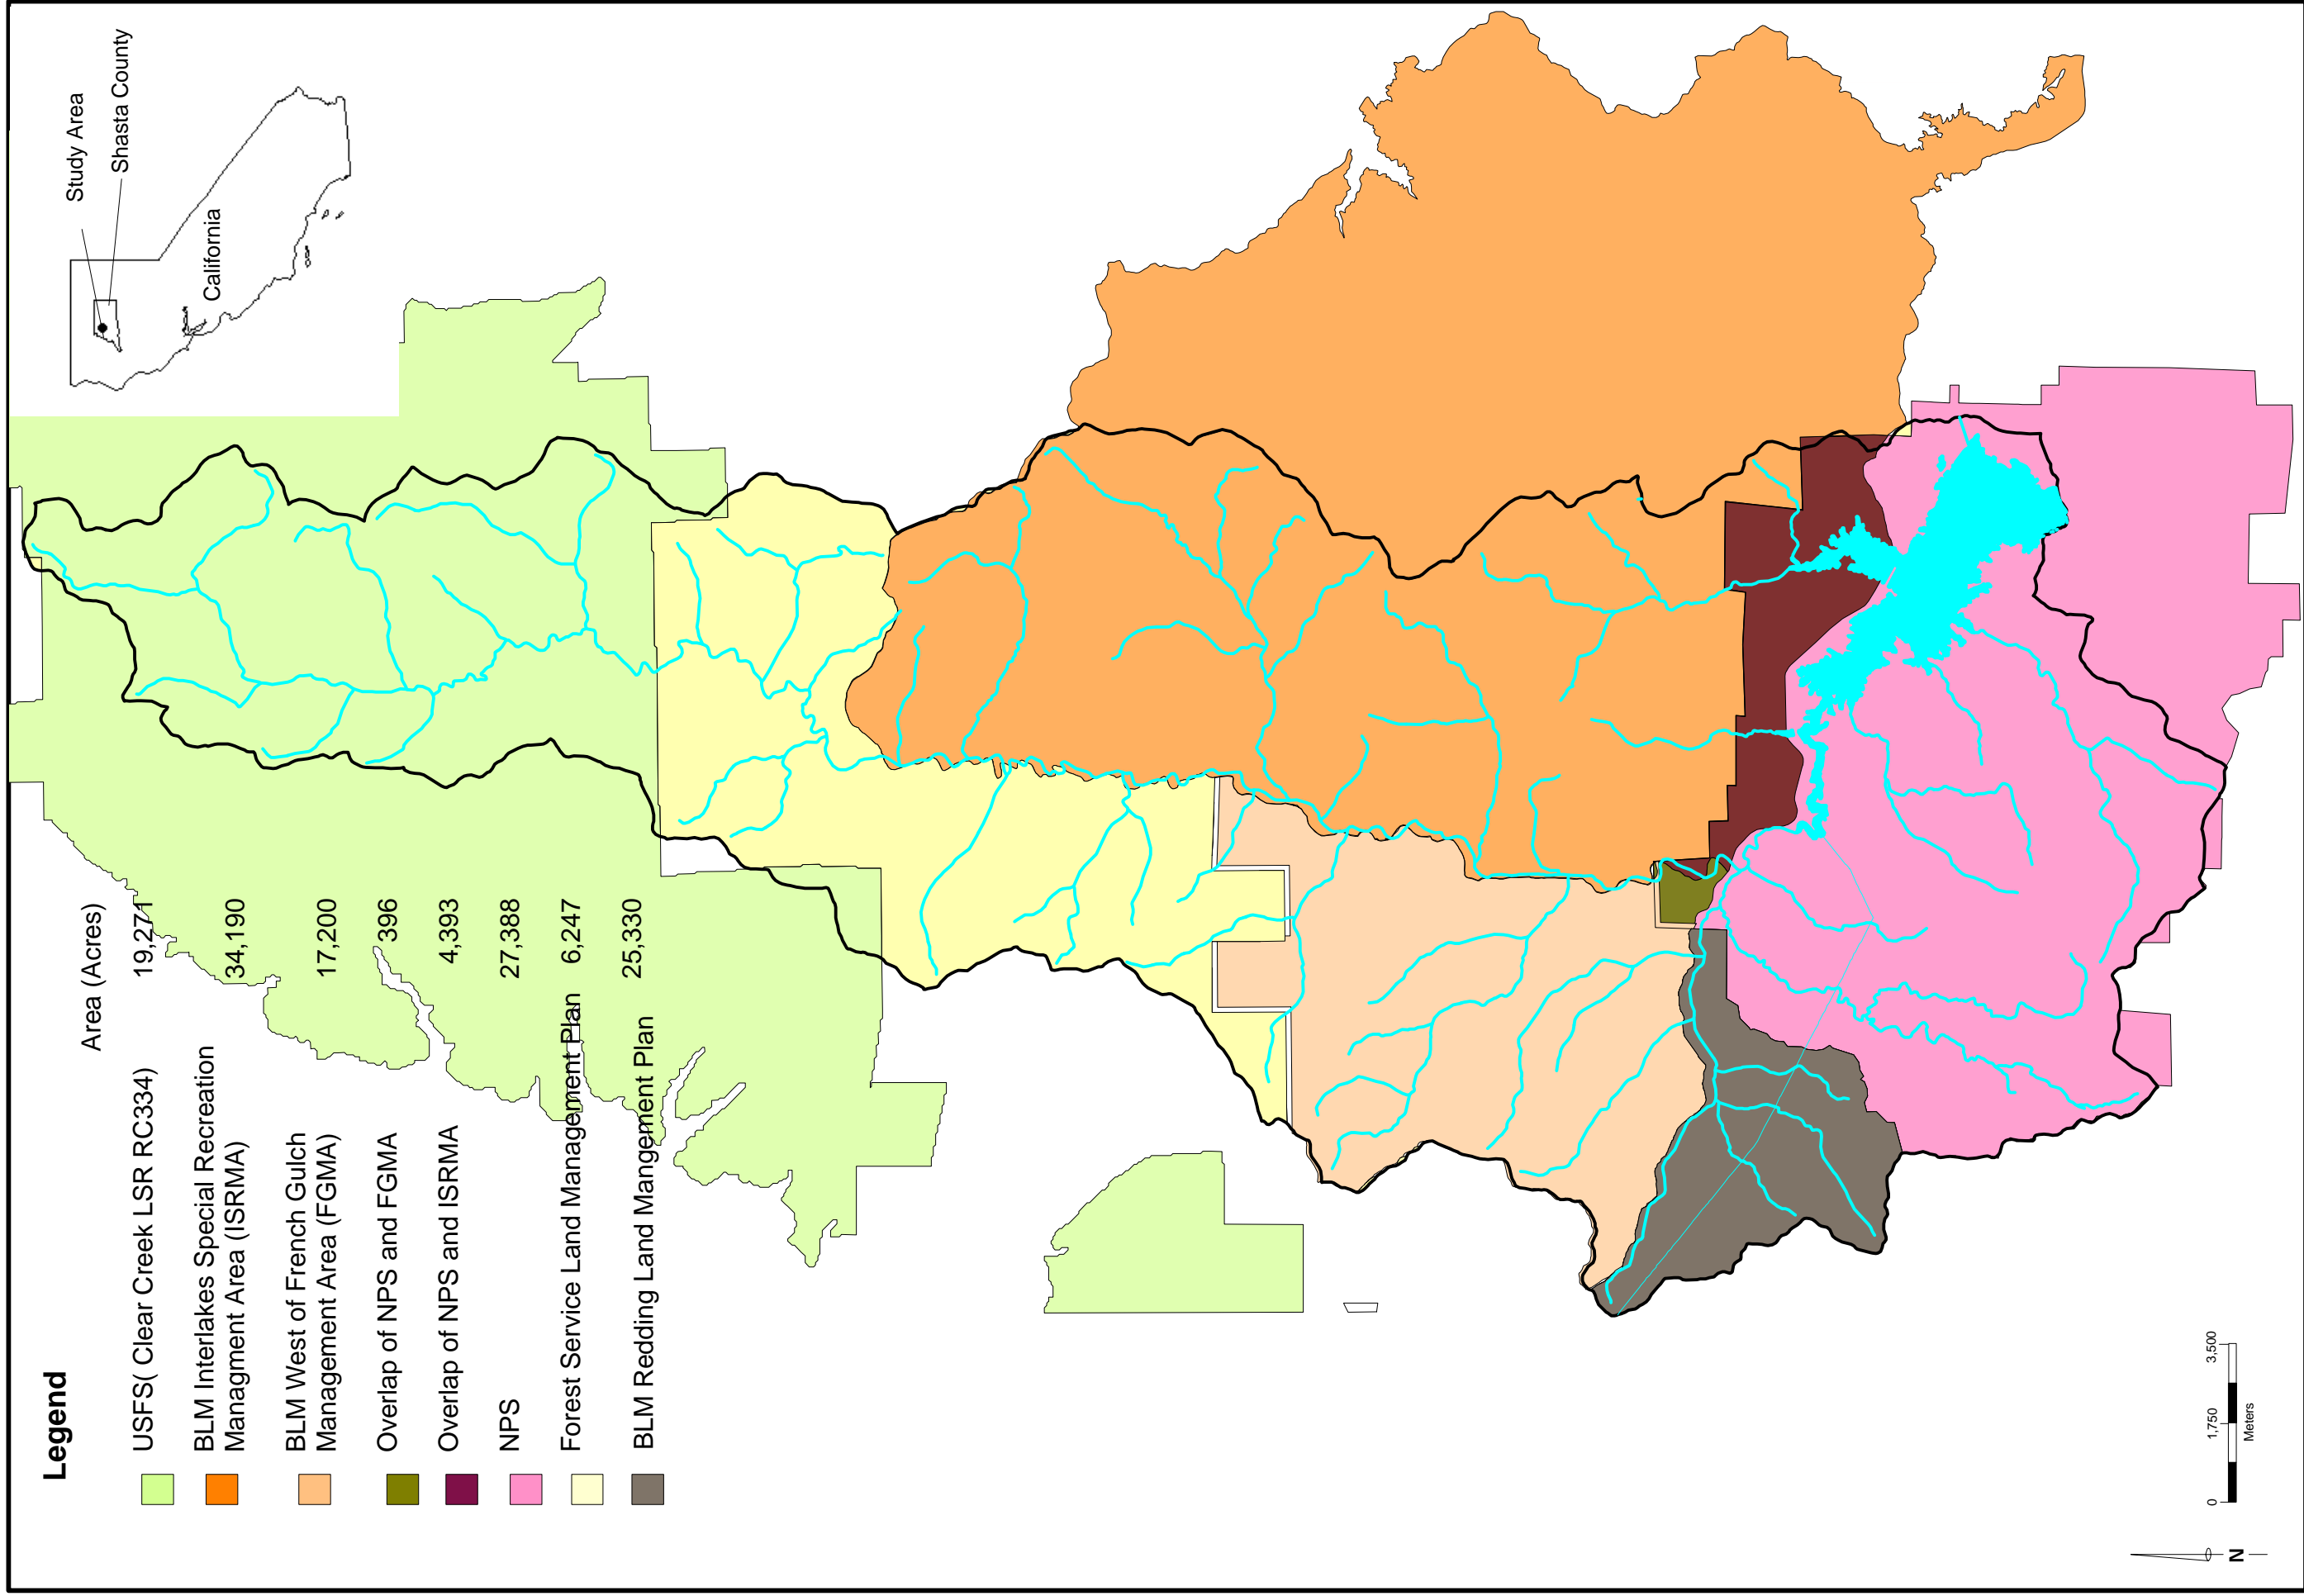 Legend
Area (Acres)
USFS( Clear Creek LSR RC334) 19,271
BLM Interlakes Special Recreation
Managment Area (ISRMA) 34,190
BLM West of French Gulch
Management Area (FGMA) 17,200
Overlap of NPS and FGMA 396
Overlap of NPS and ISRMA 4,393
NPS 27,388
Forest Service Land Management Plan 6,247
BLM Redding Land Mangement Plan 25,330
Study Area
Shasta County
California
0 1,750 3,500
Meters
N